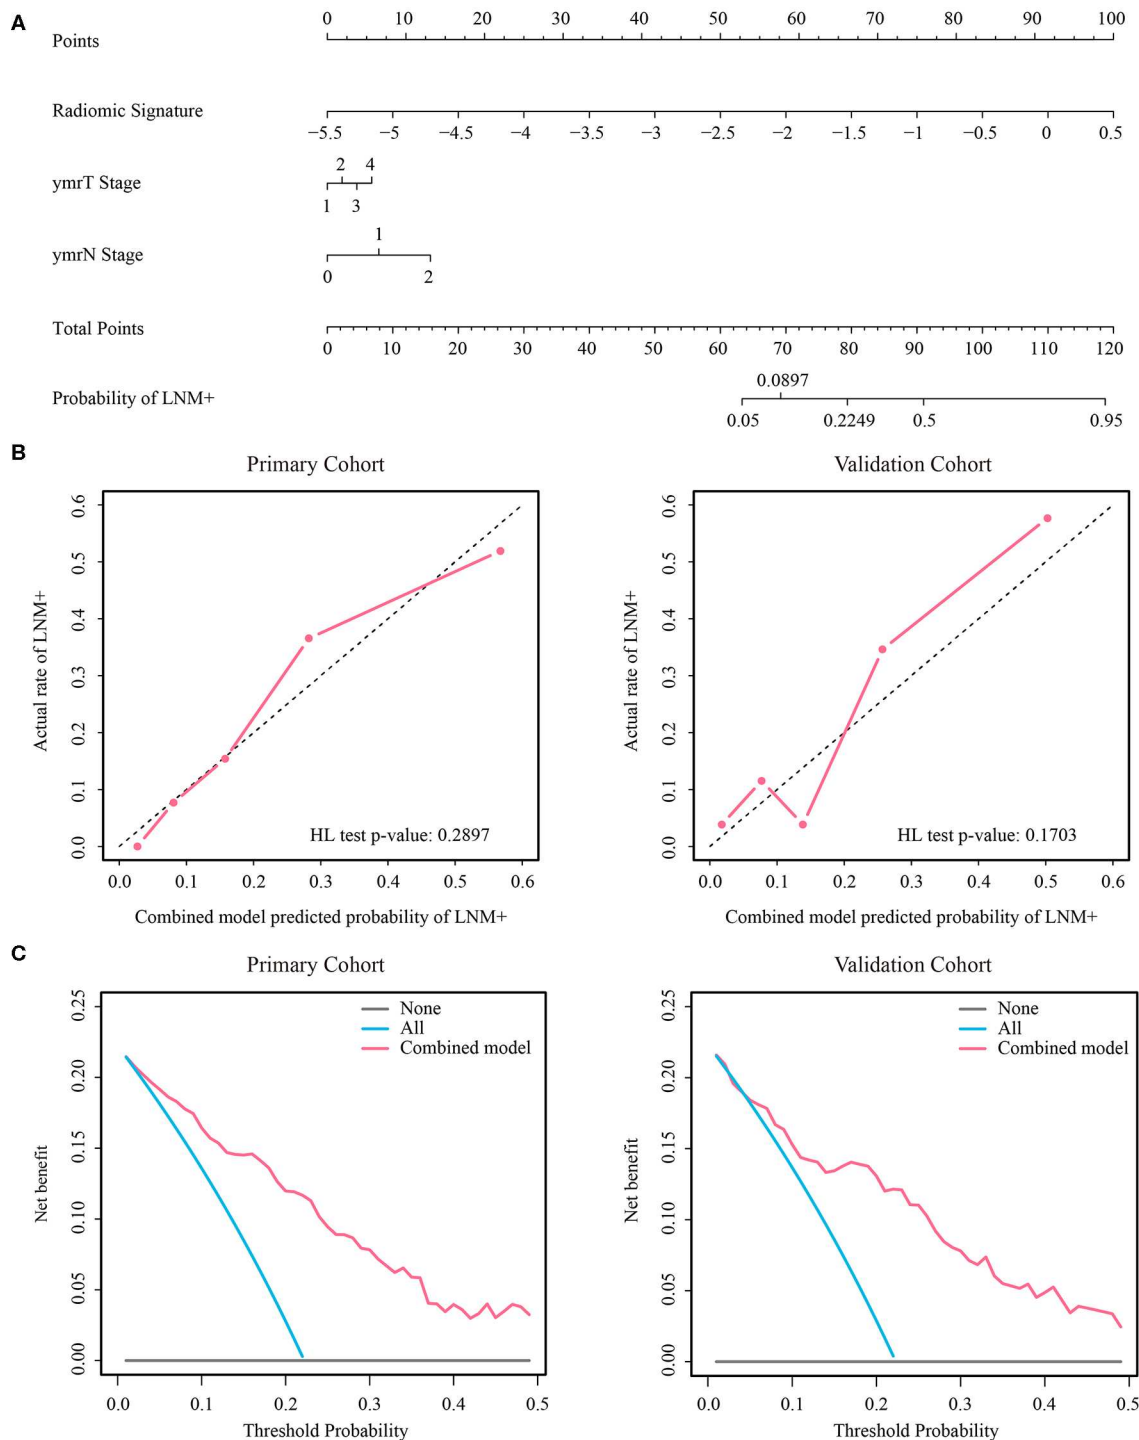 A
Points
0 10 20 30 40 50 60 70 80 90 100
Radiomic Signature
−5.5 −5 −4.5 −4 −3.5 −3 −2.5 −2 −1.5 −1 −0.5 0 0.5
2 4
ymrT Stage
1 3
1
ymrN Stage
0 2
Total Points
0 10 20 30 40 50 60 70 80 90 100 110 120
0.0897
Probability of LNM+
0.05 0.2249 0.5 0.95
B
Primary Cohort
Actual rate of LNM+
0.0 0.1 0.2 0.3 0.4 0.5 0.6
HL test p-value: 0.2897
0.0 0.1 0.2 0.3 0.4 0.5 0.6
Combined model predicted probability of LNM+
Validation Cohort
Actual rate of LNM+
0.0 0.1 0.2 0.3 0.4 0.5 0.6
HL test p-value: 0.1703
0.0 0.1 0.2 0.3 0.4 0.5 0.6
Combined model predicted probability of LNM+
C
Primary Cohort
Net benefit
0.00 0.05 0.10 0.15 0.20 0.25
None
All
Combined model
0.0 0.1 0.2 0.3 0.4 0.5
Threshold Probability
Validation Cohort
Net benefit
0.00 0.05 0.10 0.15 0.20 0.25
None
All
Combined model
0.0 0.1 0.2 0.3 0.4 0.5
Threshold Probability